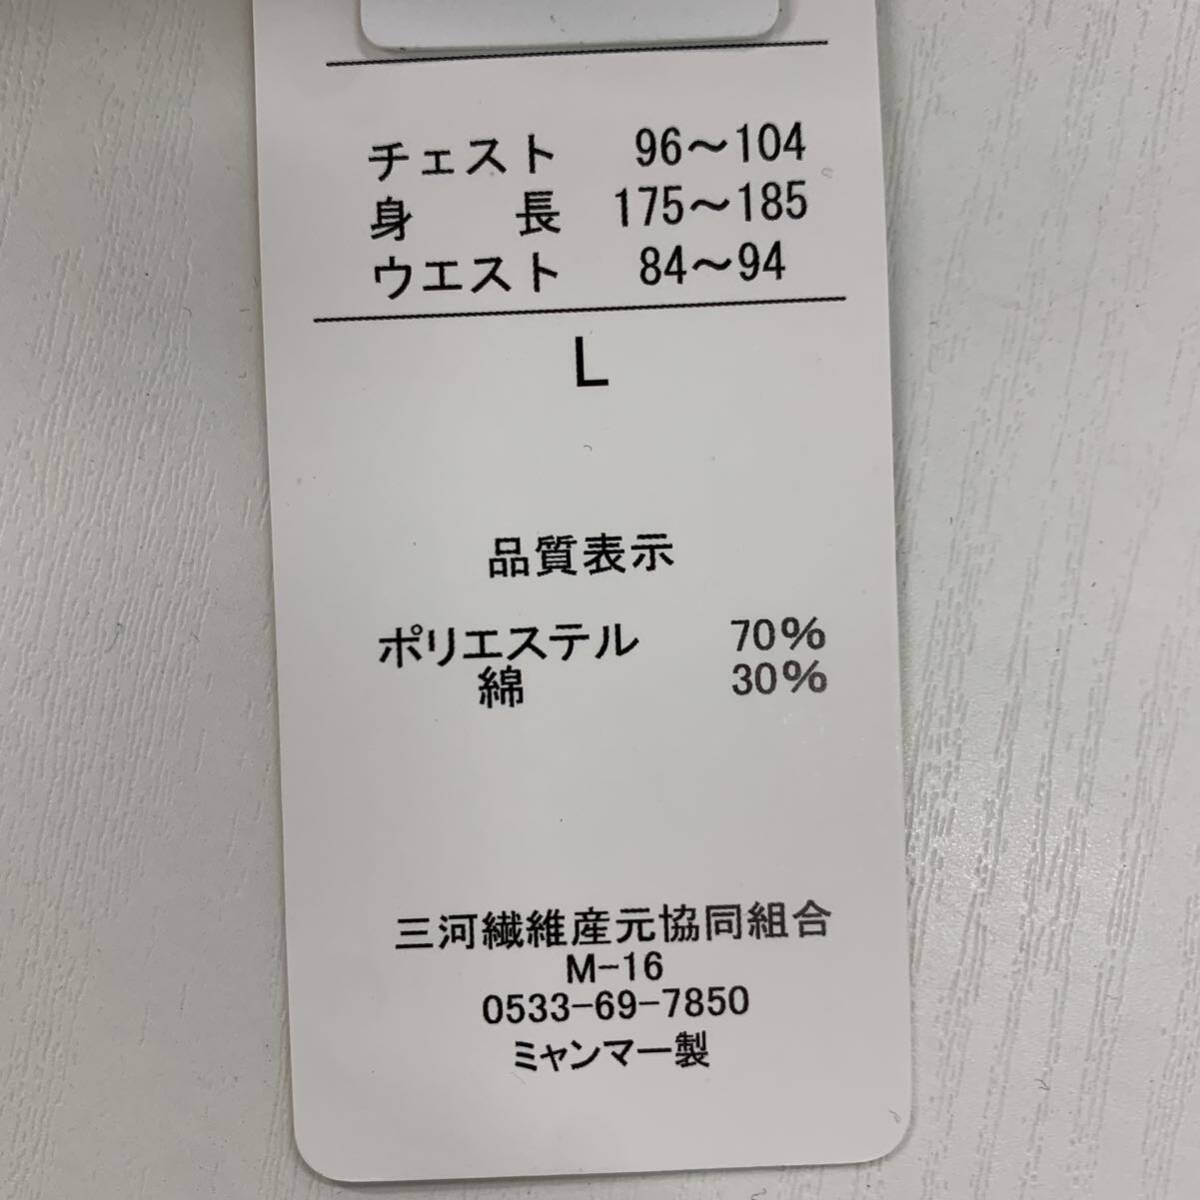 チェスト 96～104
身 長 175～185
ウエスト 84～94
L
品質表示
ポリエステル 70%
綿 30%
三河繊維産元協同組合
M-16
0533-69-7850
ミャンマー製